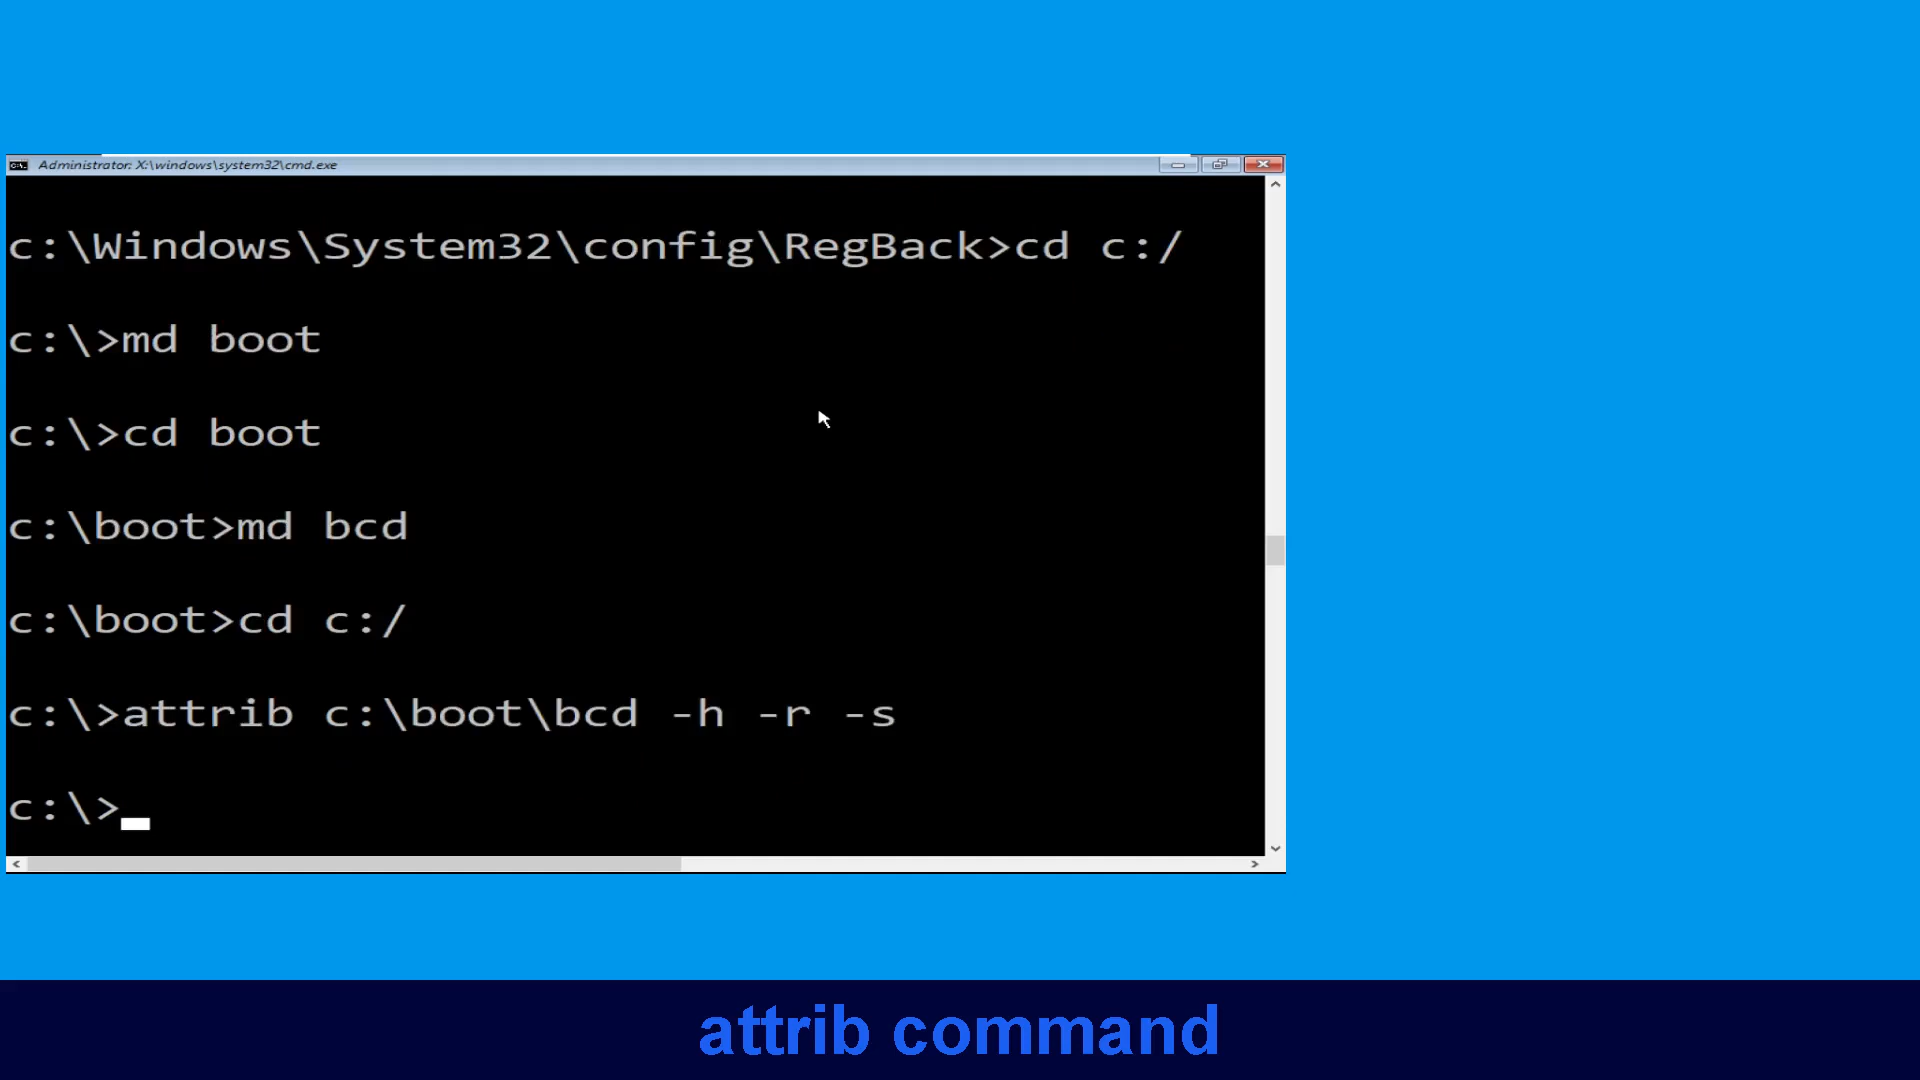 Administrator: X:\windows\system32\cmd.exe
c:\Windows\System32\config\RegBack>cd c:/
c:\>md boot
c:\>cd boot
c:\boot>md bcd
c:\boot>cd c:/
c:\>attrib c:\boot\bcd -h -r -s
c:\>
attrib command